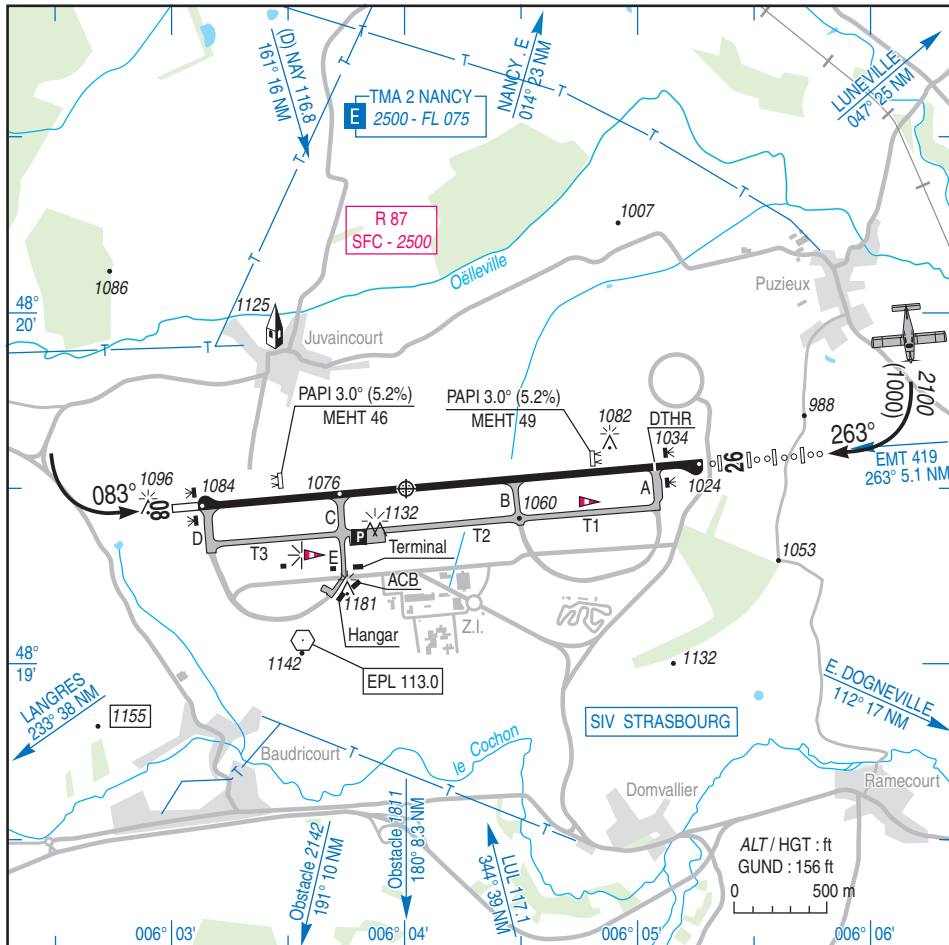 (D) NAY 116.8
161° 16 NM
TMA 2 NANCY
E
2500 - FL 075
NANCY . E
014° 23 NM
LUNEVILLE
047° 25 NM
R 87
SFC - 2500
1007
Oëlleville
1086
Puzieux
48°
20'
1125
Juvaincourt
2100
(1000)
PAPI 3.0° (5.2%)
MEHT 46
PAPI 3.0° (5.2%)
MEHT 49
1082
DTHR
1034
988
263°
26
EMT 419
263° 5.1 NM
1024
083°
1096
08
1084
1076
A
B
1060
C
1132
D
T3
T2
T1
P
E
Terminal
ACB
1181
Hangar
Z.I.
1053
1142
EPL 113.0
1132
48°
19'
LANGRES
233° 38 NM
1155
SIV STRASBOURG
E. DOGNEVILLE
112° 17 NM
Baudricourt
le Cochon
Domvallier
Ramecourt
Obstacle 2142
191° 10 NM
Obstacle 1811
180° 8.3 NM
LUL 117.1
344° 39 NM
ALT / HGT : ft
GUND : 156 ft
0 500 m
006° 03'
006° 04'
006° 05'
006° 06'
T
T
T
T
T
T
T
T
T
T
T